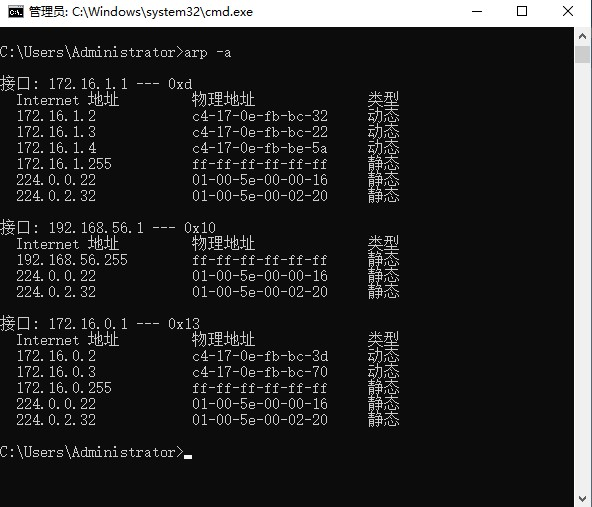 管理员: C:\Windows\system32\cmd.exe
C:\Users\Administrator>arp -a
接口: 172.16.1.1 --- 0xd
Internet 地址 物理地址 类型
172.16.1.2 c4-17-0e-fb-bc-32 动态
172.16.1.3 c4-17-0e-fb-bc-22 动态
172.16.1.4 c4-17-0e-fb-be-5a 动态
172.16.1.255 ff-ff-ff-ff-ff-ff 静态
224.0.0.22 01-00-5e-00-00-16 静态
224.0.2.32 01-00-5e-00-02-20 静态
接口: 192.168.56.1 --- 0x10
Internet 地址 物理地址 类型
192.168.56.255 ff-ff-ff-ff-ff-ff 静态
224.0.0.22 01-00-5e-00-00-16 静态
224.0.2.32 01-00-5e-00-02-20 静态
接口: 172.16.0.1 --- 0x13
Internet 地址 物理地址 类型
172.16.0.2 c4-17-0e-fb-bc-3d 动态
172.16.0.3 c4-17-0e-fb-bc-70 动态
172.16.0.255 ff-ff-ff-ff-ff-ff 静态
224.0.0.22 01-00-5e-00-00-16 静态
224.0.2.32 01-00-5e-00-02-20 静态
C:\Users\Administrator>